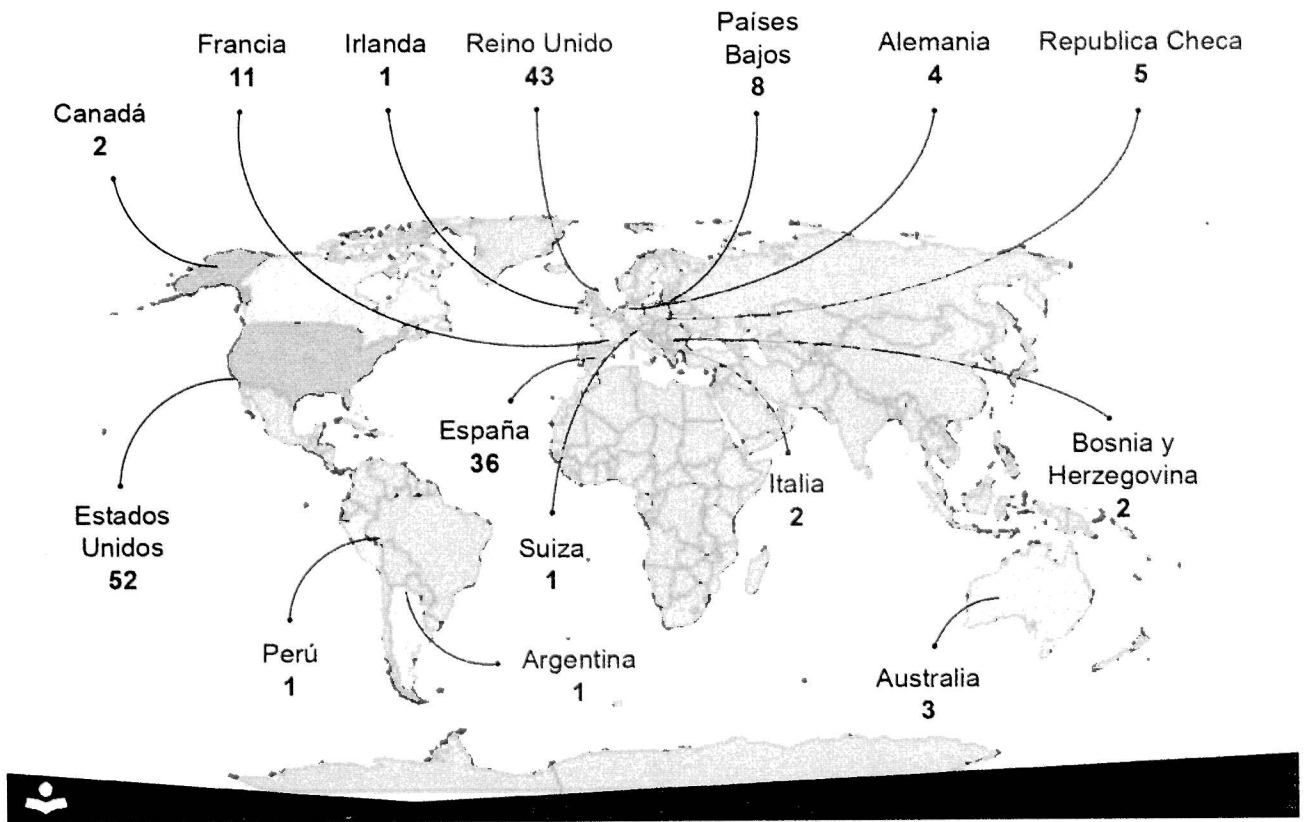 Francia
11
Irlanda
1
Reino Unido
43
Países
Bajos
8
Alemania
4
Republica Checa
5
Canadá
2
España
36
Estados
Unidos
52
Suiza
1
Italia
2
Bosnia y
Herzegovina
2
Perú
1
Argentina
1
Australia
3